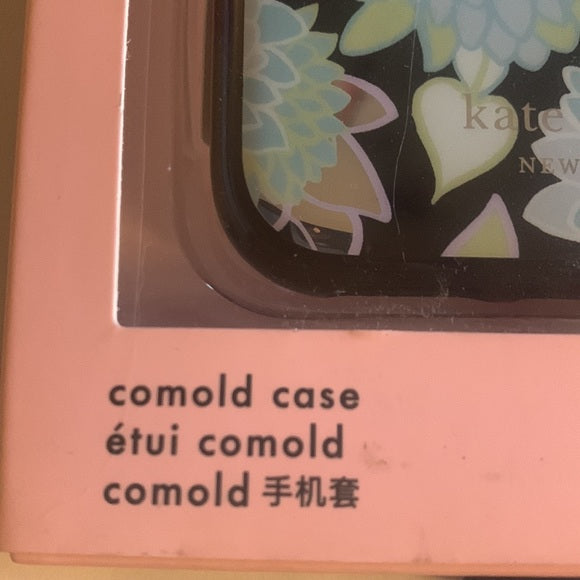 kate
NEW
comold case
étui comold
comold 手机套